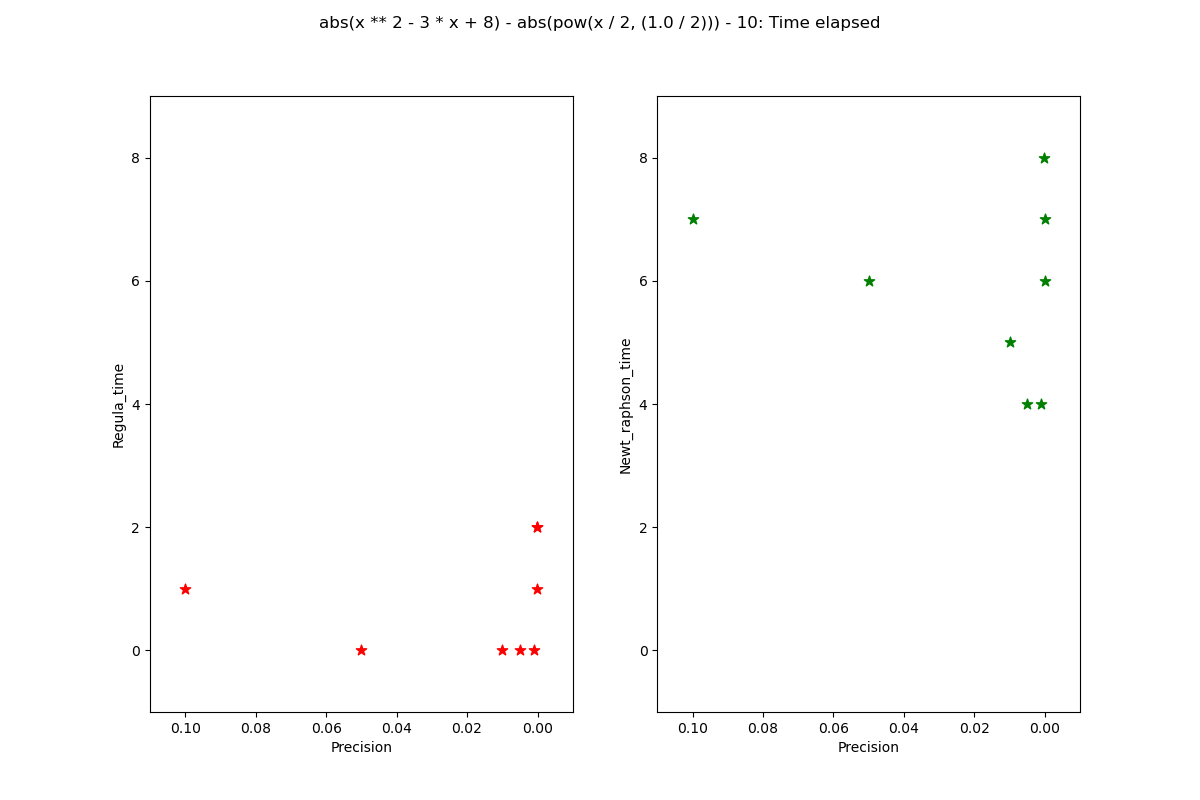 abs(x ** 2 - 3 * x + 8) - abs(pow(x / 2, (1.0 / 2))) - 10: Time elapsed
8
6
4
2
0
Regula_time
0.10 0.08 0.06 0.04 0.02 0.00
Precision
8
6
4
2
0
Newt_raphson_time
0.10 0.08 0.06 0.04 0.02 0.00
Precision